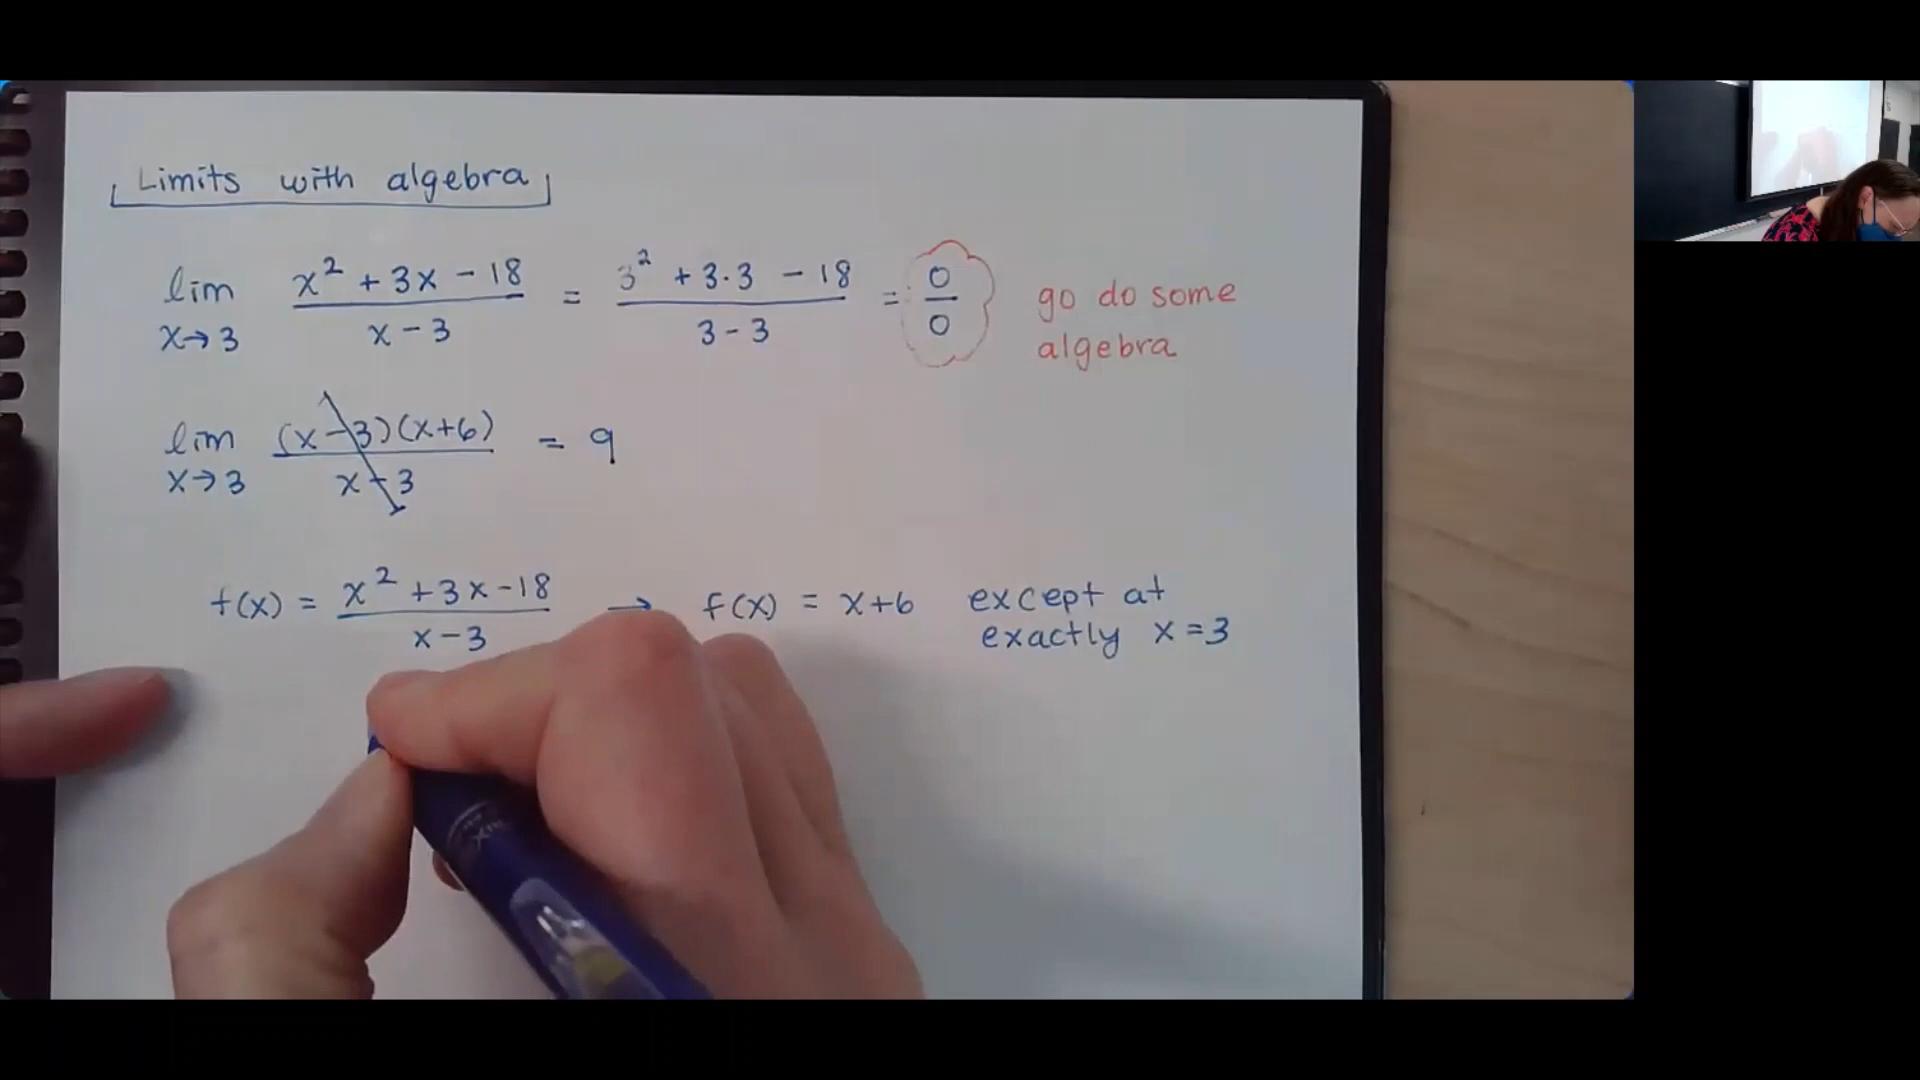 Limits with algebra
lim x→3 (x² + 3x - 18)/(x - 3) = (3² + 3·3 - 18)/(3 - 3) = 0/0 go do some
algebra
lim x→3 (x-3)(x+6)/(x-3) = 9
f(x) = (x² + 3x - 18)/(x - 3) → f(x) = x+6 except at
exactly x = 3